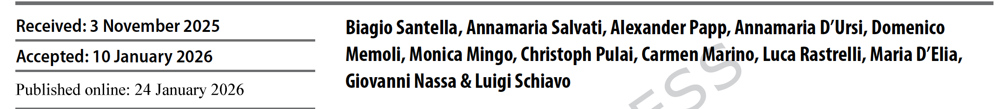 Received: 3 November 2025
Accepted: 10 January 2026
Published online: 24 January 2026
Biagio Santella, Annamaria Salvati, Alexander Papp, Annamaria D’Ursi, Domenico
Memoli, Monica Mingo, Christoph Pulai, Carmen Marino, Luca Rastrelli, Maria D’Elia,
Giovanni Nassa & Luigi Schiavo
ESS